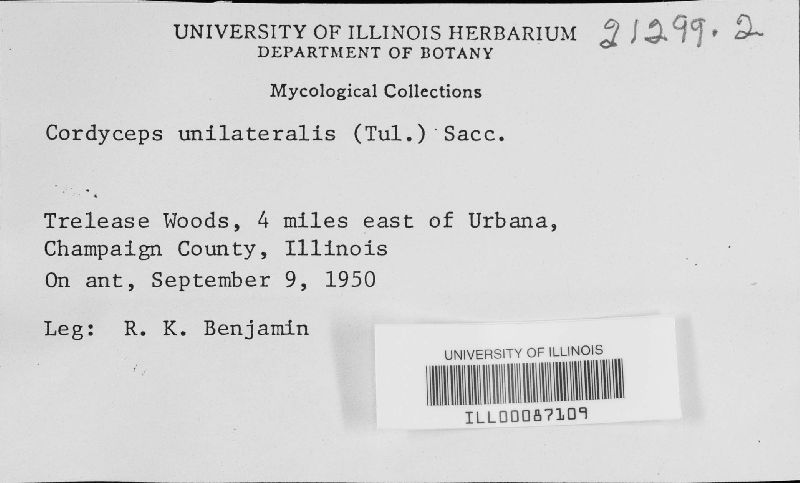 UNIVERSITY OF ILLINOIS HERBARIUM 21299.2
DEPARTMENT OF BOTANY
Mycological Collections
Cordyceps unilateralis (Tul.) Sacc.
Trelease Woods, 4 miles east of Urbana,
Champaign County, Illinois
On ant, September 9, 1950
Leg: R. K. Benjamin
UNIVERSITY OF ILLINOIS
ILL00087109